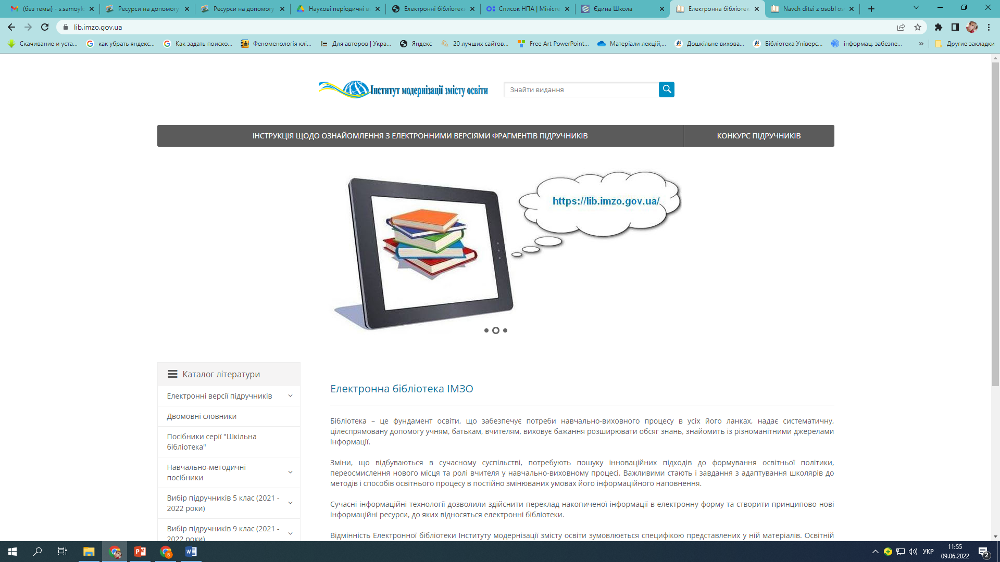 (без темы) - s.samoylo
Ресурси на допомогу
Ресурси на допомогу
Наукові періодичні в
Електронні бібліотек
Список НПА | Міністе
Єдина Школа
Електронна бібліотек
Navch ditei z osobl os
lib.imzo.gov.ua
Скачивание и уста...
как убрать яндекс...
Как задать поиско...
Феноменологія клі...
Для авторов | Укра...
Яндекс
20 лучших сайтов...
Free Art PowerPoint...
Матеріали лекцій,...
Дошкільне вихова...
Бібліотека Універс...
інформац. забезпе...
»
Другие закладки
Інститут модернізації змісту освіти
Знайти видання
ІНСТРУКЦІЯ ЩОДО ОЗНАЙОМЛЕННЯ З ЕЛЕКТРОННИМИ ВЕРСІЯМИ ФРАГМЕНТІВ ПІДРУЧНИКІВ
КОНКУРС ПІДРУЧНИКІВ
https://lib.imzo.gov.ua/
Каталог літератури
Електронні версії підручників
Двомовні словники
Посібники серії "Шкільна
бібліотека"
Навчально-методичні
посібники
Вибір підручників 5 клас (2021 -
2022 роки)
Вибір підручників 9 клас (2021 -
2022 роки)
Електронна бібліотека ІМЗО
Бібліотека – це фундамент освіти, що забезпечує потреби навчально-виховного процесу в усіх його ланках, надає систематичну,
цілеспрямовану допомогу учням, батькам, вчителям, виховує бажання розширювати обсяг знань, знайомить із різноманітними джерелами
інформації.
Зміни, що відбуваються в сучасному суспільстві, потребують пошуку інноваційних підходів до формування освітньої політики,
переосмислення нового місця та ролі вчителя у навчально-виховному процесі. Важливими стають і завдання з адаптування школярів до
методів і способів освітнього процесу в постійно змінюваних умовах його інформаційного наповнення.
Сучасні інформаційні технології дозволили здійснити переклад накопиченої інформації в електронну форму та створити принципово нові
інформаційні ресурси, до яких відносяться електронні бібліотеки.
Відмінність Електронної бібліотеки Інституту модернізації змісту освіти зумовлюється специфікою представлених у ній матеріалів. Освітній
УКР
11:55
09.06.2022
2